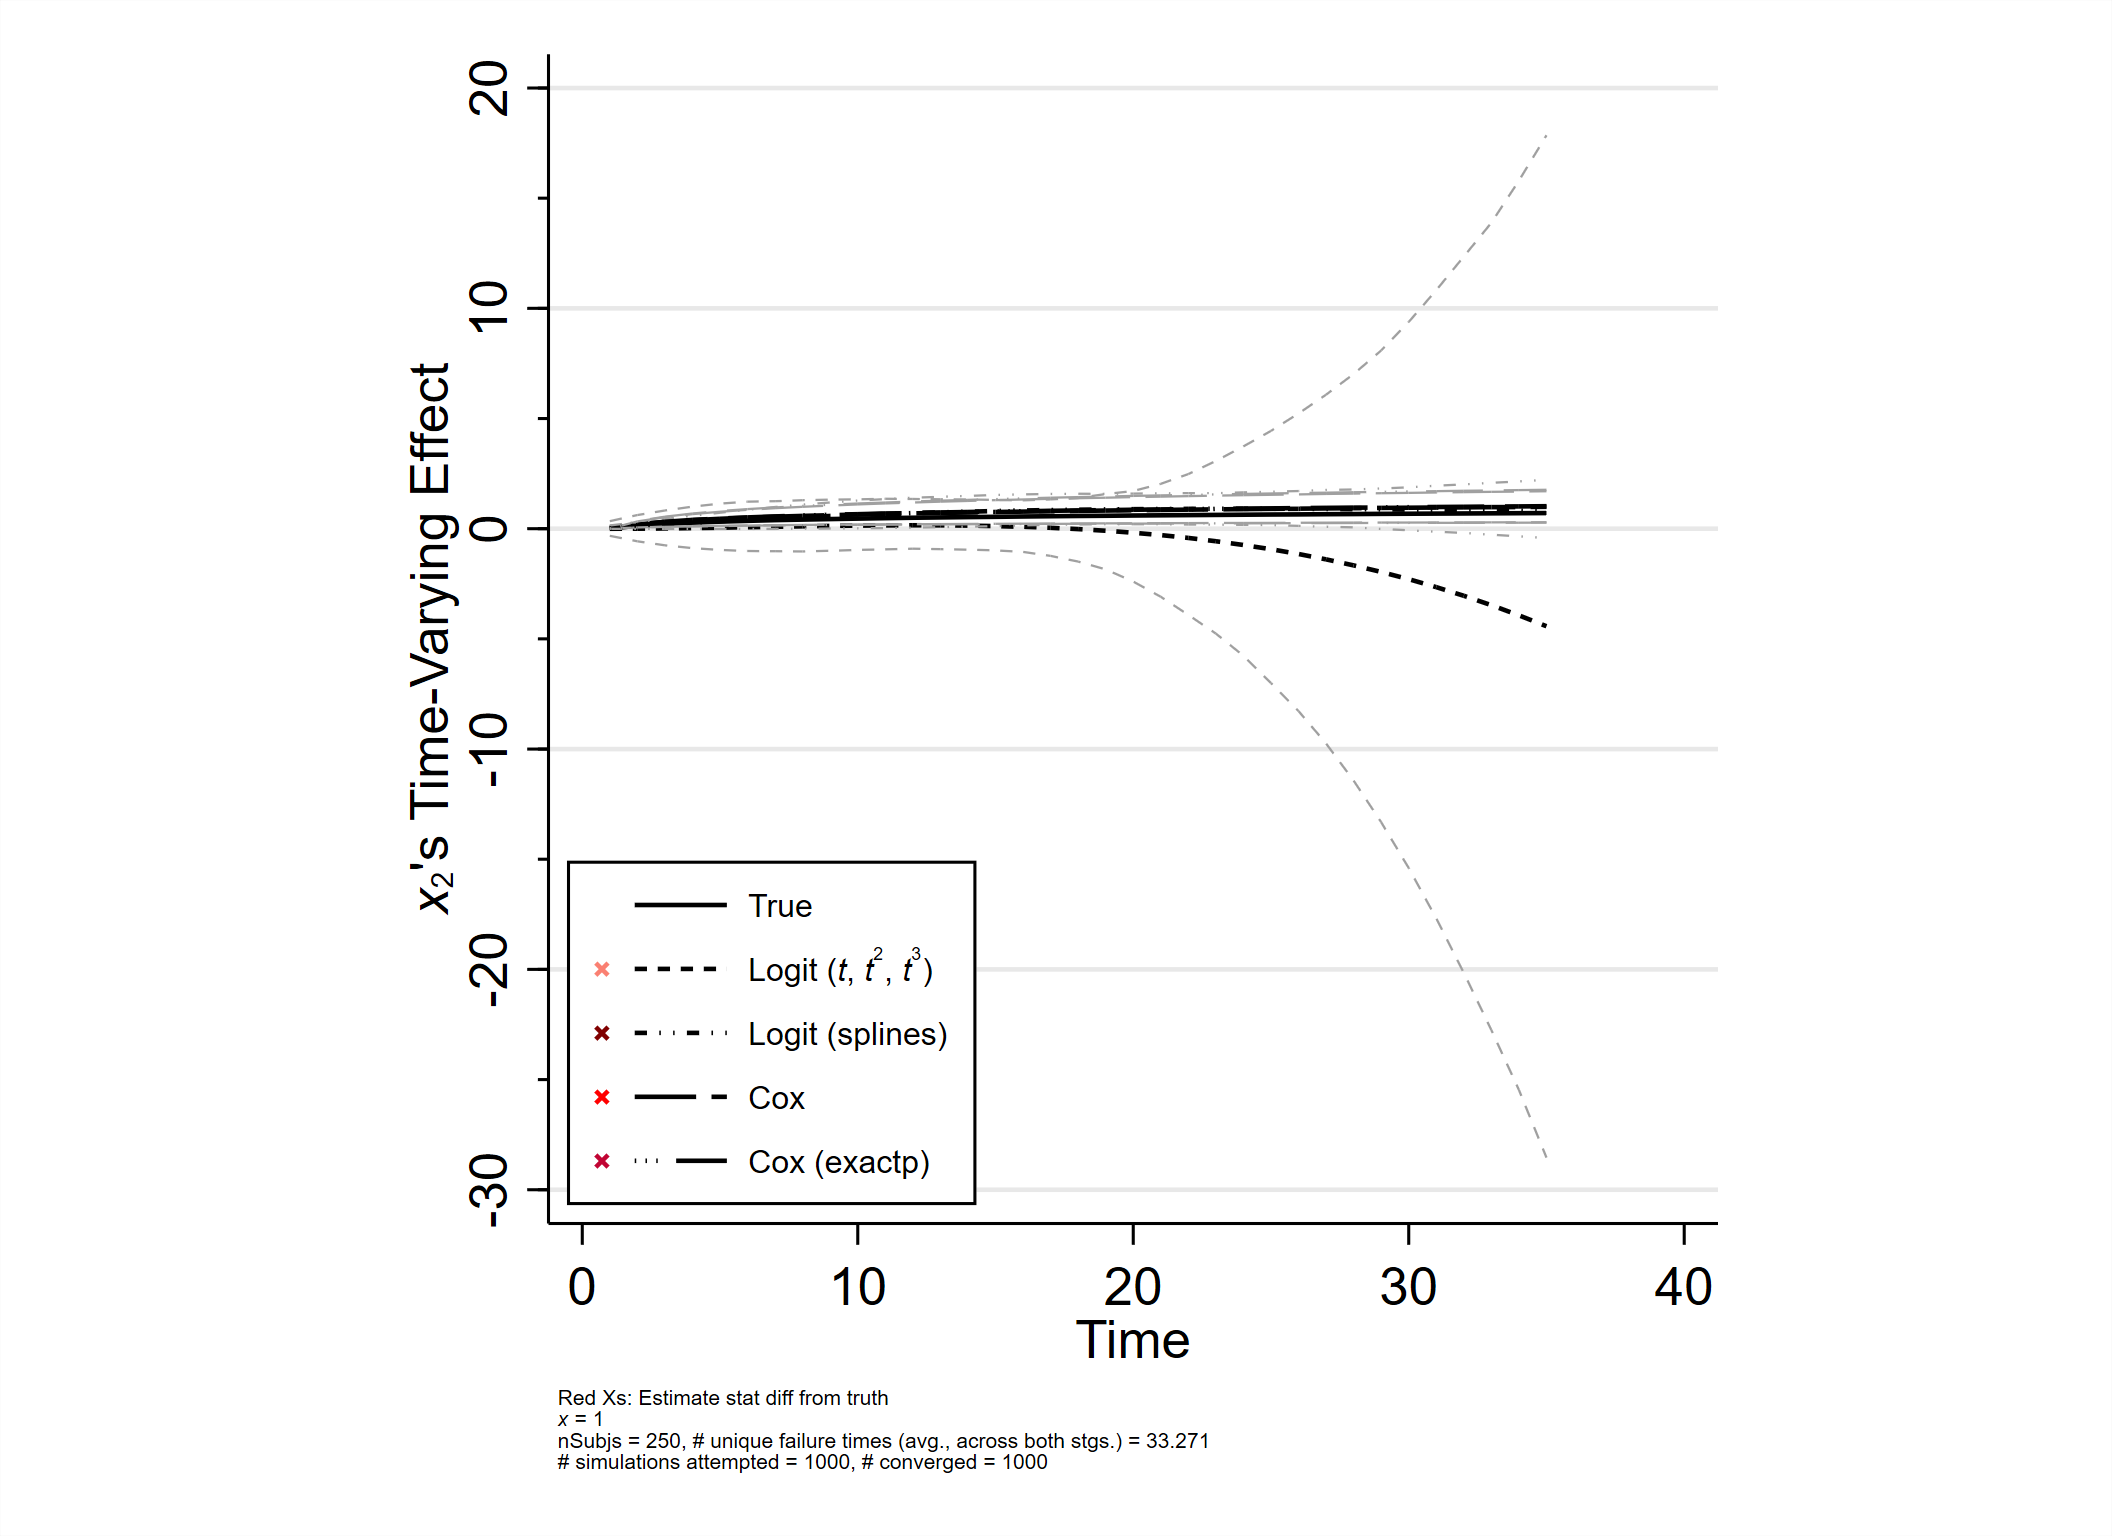 20
10
0
-10
-20
-30
x₂'s Time-Varying Effect
True
Logit (t, t², t³)
Logit (splines)
Cox
Cox (exactp)
0 10 20 30 40
Time
Red Xs: Estimate stat diff from truth
x = 1
nSubjs = 250, # unique failure times (avg., across both stgs.) = 33.271
# simulations attempted = 1000, # converged = 1000